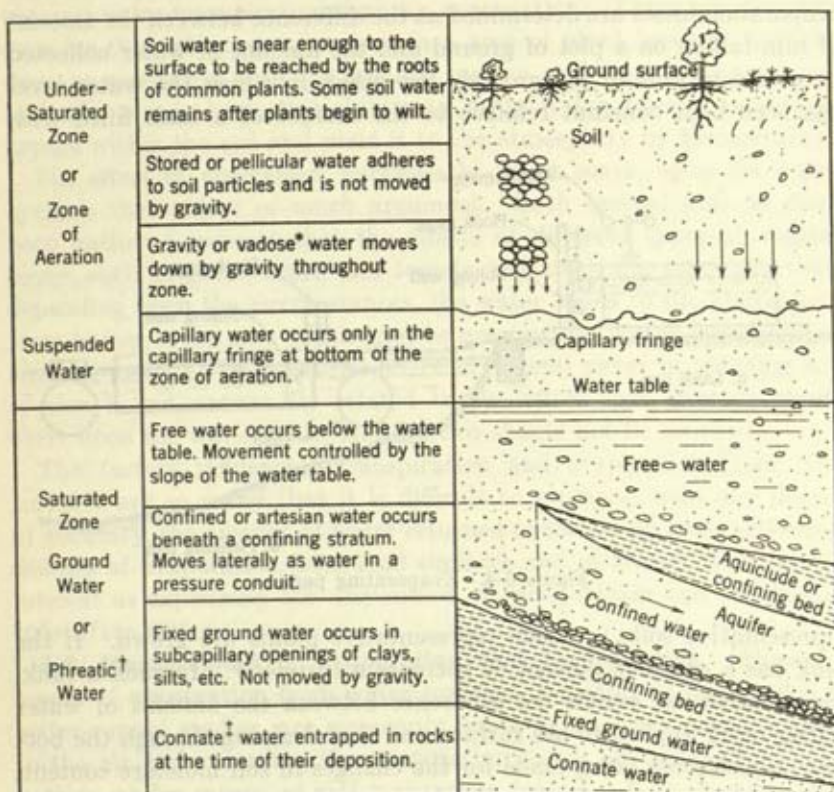 Under-
Saturated
Zone
or
Zone
of
Aeration
Suspended
Water
Saturated
Zone
Ground
Water
or
Phreatic†
Water
Soil water is near enough to the
surface to be reached by the roots
of common plants. Some soil water
remains after plants begin to wilt.
Stored or pellicular water adheres
to soil particles and is not moved
by gravity.
Gravity or vadose* water moves
down by gravity throughout
zone.
Capillary water occurs only in the
capillary fringe at bottom of the
zone of aeration.
Free water occurs below the water
table. Movement controlled by the
slope of the water table.
Confined or artesian water occurs
beneath a confining stratum.
Moves laterally as water in a
pressure conduit.
Fixed ground water occurs in
subcapillary openings of clays,
silts, etc. Not moved by gravity.
Connate‡ water entrapped in rocks
at the time of their deposition.
Ground surface
Soil
Capillary fringe
Water table
Free water
Aquiclude or
confining bed
Aquifer
Confined water
Confining bed
Fixed ground water
Connate water